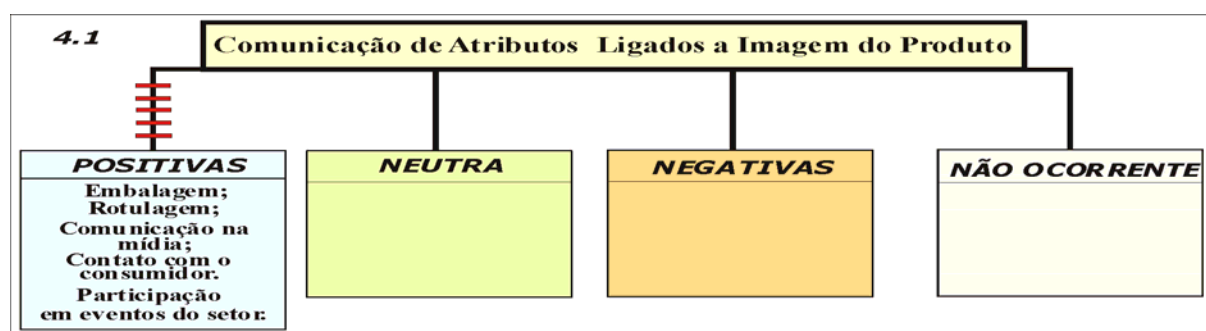 4.1
Comunicação de Atributos Ligados a Imagem do Produto
POSITIVAS
Embalagem;
Rotulagem;
Comunicação na
mídia;
Contato com o
consumidor.
Participação
em eventos do setor.
NEUTRA
NEGATIVAS
NÃO OCORRENTE